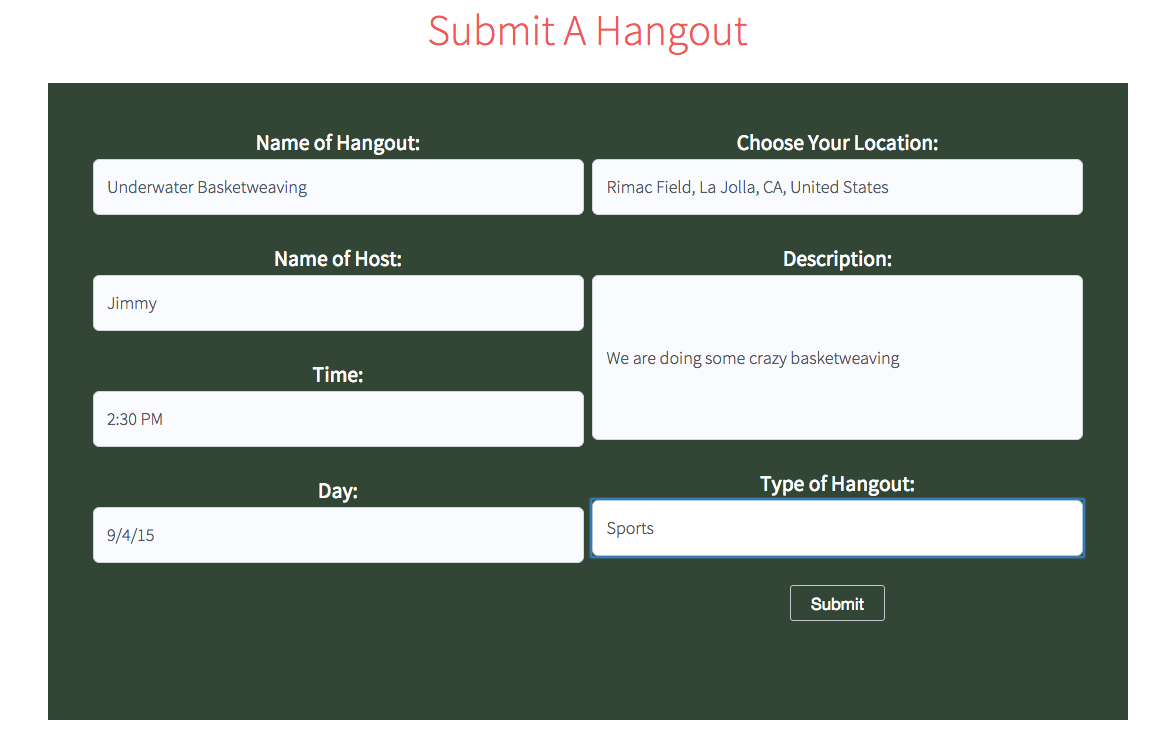 Submit A Hangout
Name of Hangout:
Underwater Basketweaving
Name of Host:
Jimmy
Time:
2:30 PM
Day:
9/4/15
Choose Your Location:
Rimac Field, La Jolla, CA, United States
Description:
We are doing some crazy basketweaving
Type of Hangout:
Sports
Submit